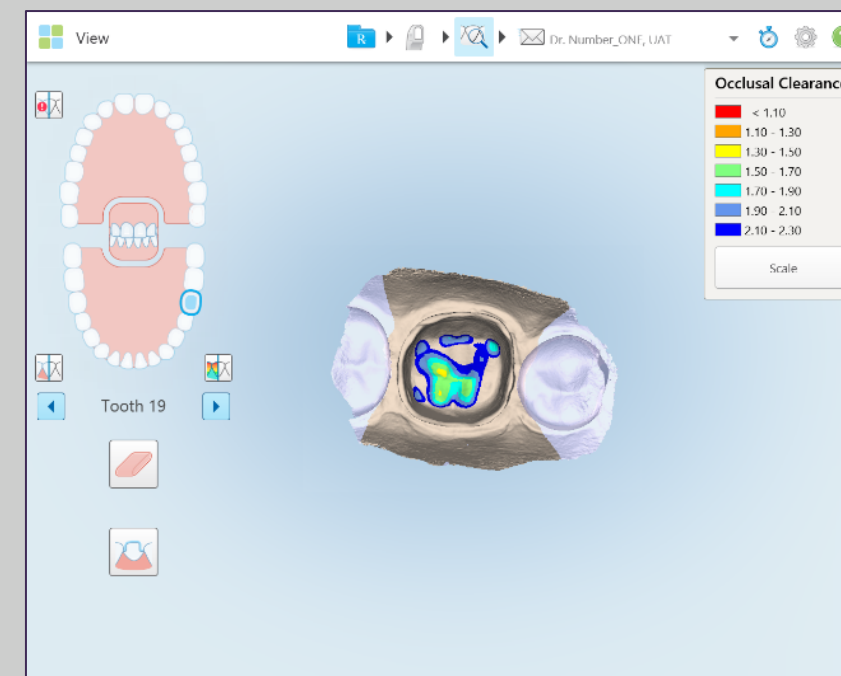 View
R
Dr. Number_ONE, UAT
Occlusal Clearance
< 1.10
1.10 - 1.30
1.30 - 1.50
1.50 - 1.70
1.70 - 1.90
1.90 - 2.10
2.10 - 2.30
Scale
Tooth 19